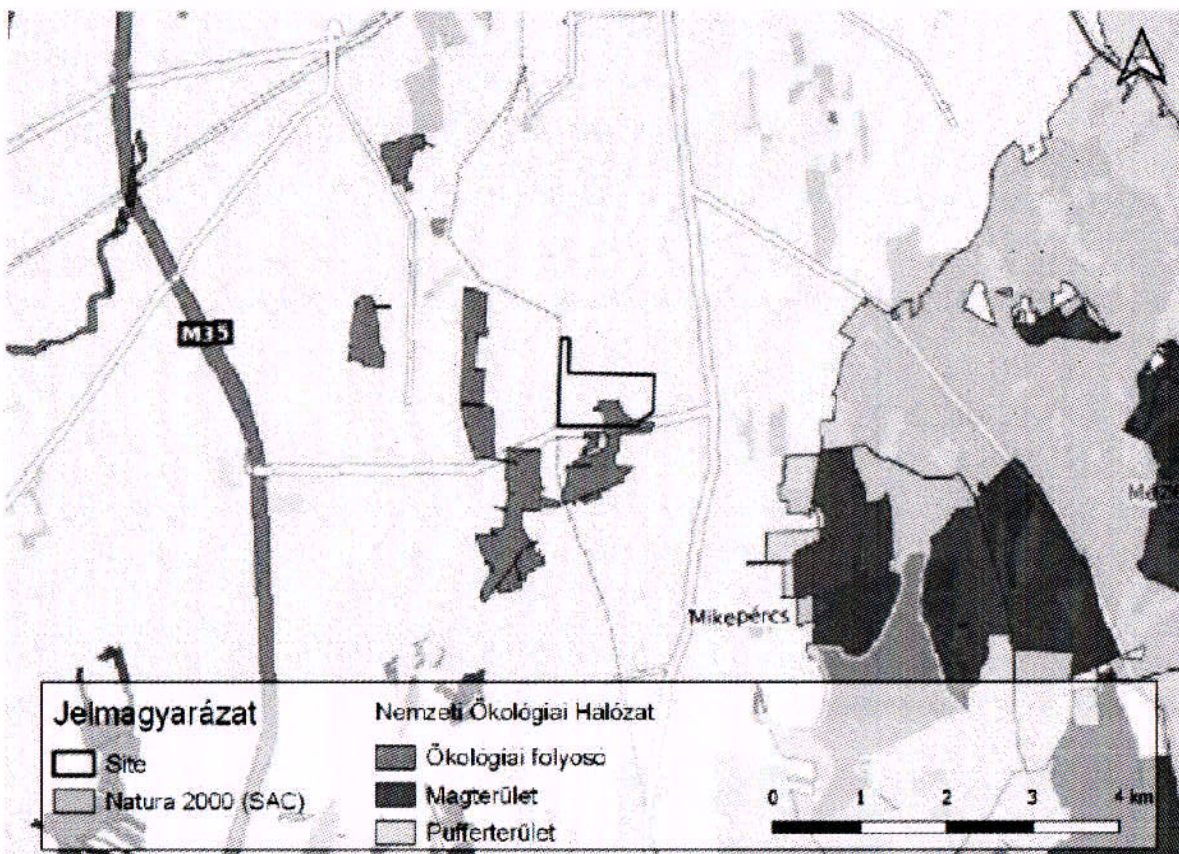 M35
Mikepércs
Jelmagyarázat
Site
Natura 2000 (SAC)
Nemzeti Ökológiai Hálózat
Ökológiai folyosó
Magterület
Pufferterület
0 1 2 3 4 km